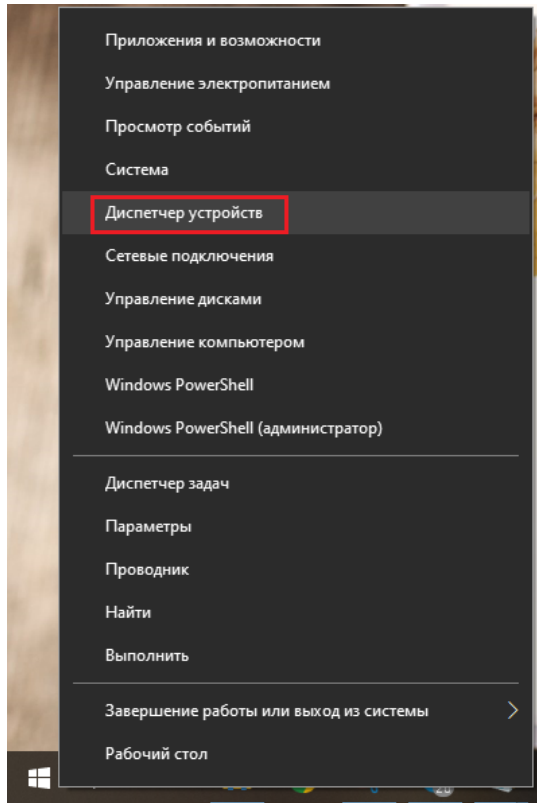 Приложения и возможности
Управление электропитанием
Просмотр событий
Система
Диспетчер устройств
Сетевые подключения
Управление дисками
Управление компьютером
Windows PowerShell
Windows PowerShell (администратор)
Диспетчер задач
Параметры
Проводник
Найти
Выполнить
Завершение работы или выход из системы
Рабочий стол